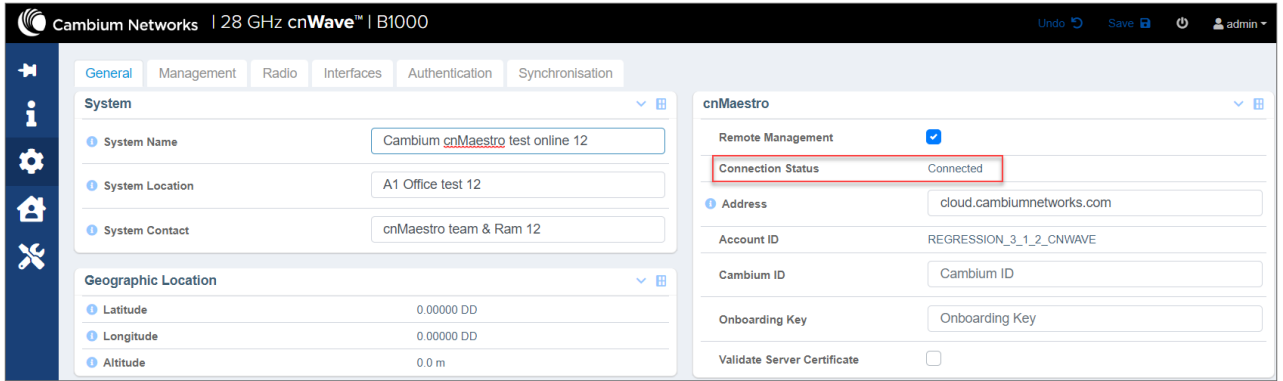 Cambium Networks | 28 GHz cnWave™ | B1000
Undo Save admin
General Management Radio Interfaces Authentication Synchronisation
System
System Name Cambium cnMaestro test online 12
System Location A1 Office test 12
System Contact cnMaestro team & Ram 12
Geographic Location
Latitude 0.00000 DD
Longitude 0.00000 DD
Altitude 0.0 m
cnMaestro
Remote Management
Connection Status Connected
Address cloud.cambiumnetworks.com
Account ID REGRESSION_3_1_2_CNWAVE
Cambium ID Cambium ID
Onboarding Key Onboarding Key
Validate Server Certificate